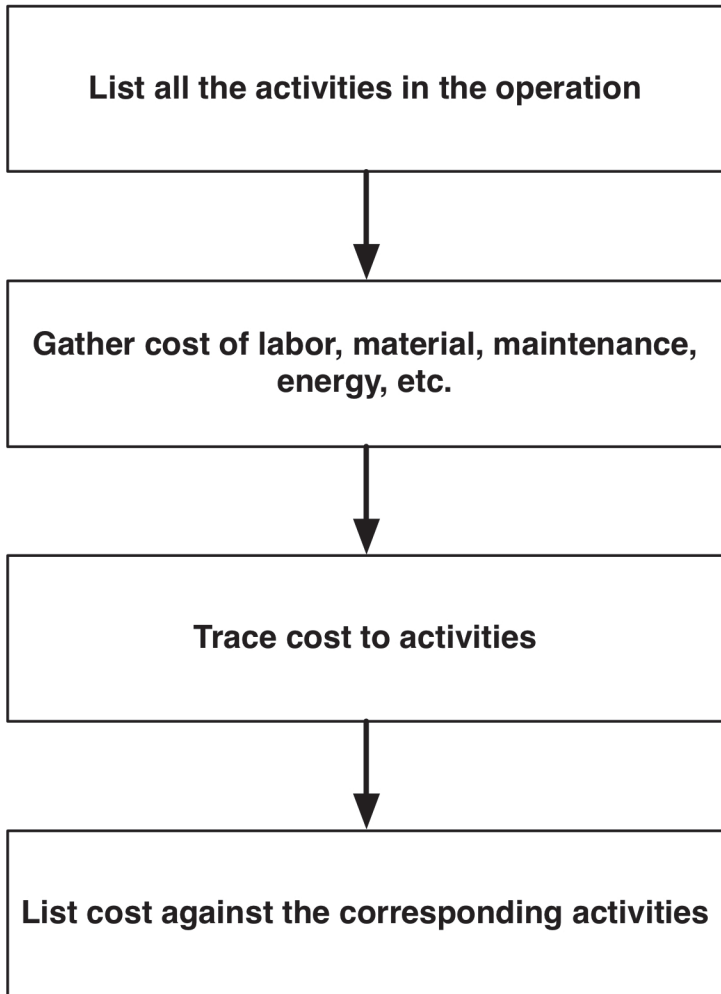 List all the activities in the operation
Gather cost of labor, material, maintenance,
energy, etc.
Trace cost to activities
List cost against the corresponding activities